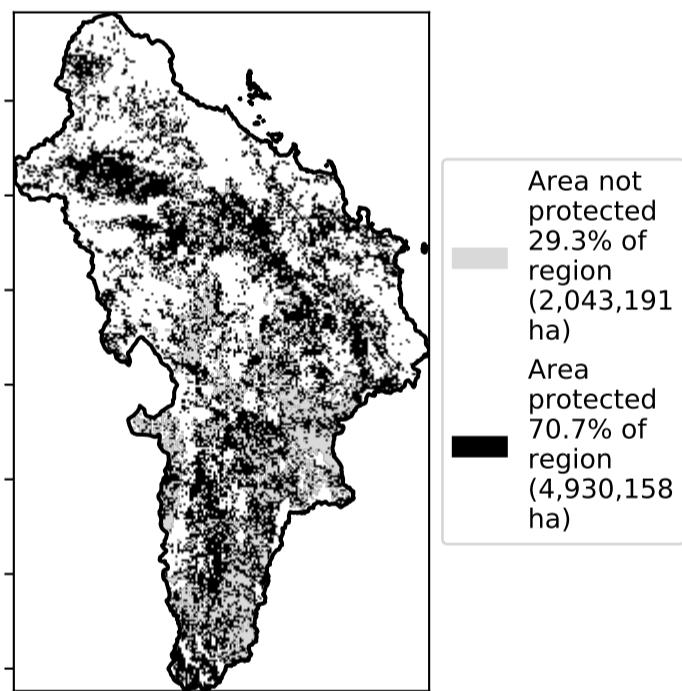 Area not
protected
29.3% of
region
(2,043,191
ha)
Area
protected
70.7% of
region
(4,930,158
ha)